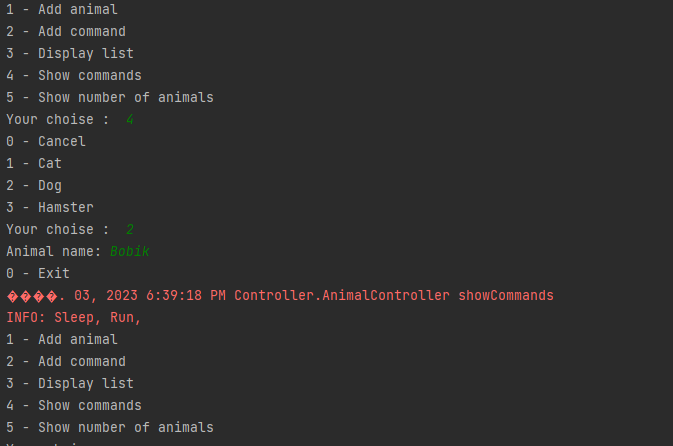 1 - Add animal
2 - Add command
3 - Display list
4 - Show commands
5 - Show number of animals
Your choise :  4
0 - Cancel
1 - Cat
2 - Dog
3 - Hamster
Your choise :  2
Animal name: Bobik
0 - Exit
����. 03, 2023 6:39:18 PM Controller.AnimalController showCommands
INFO: Sleep, Run,
1 - Add animal
2 - Add command
3 - Display list
4 - Show commands
5 - Show number of animals